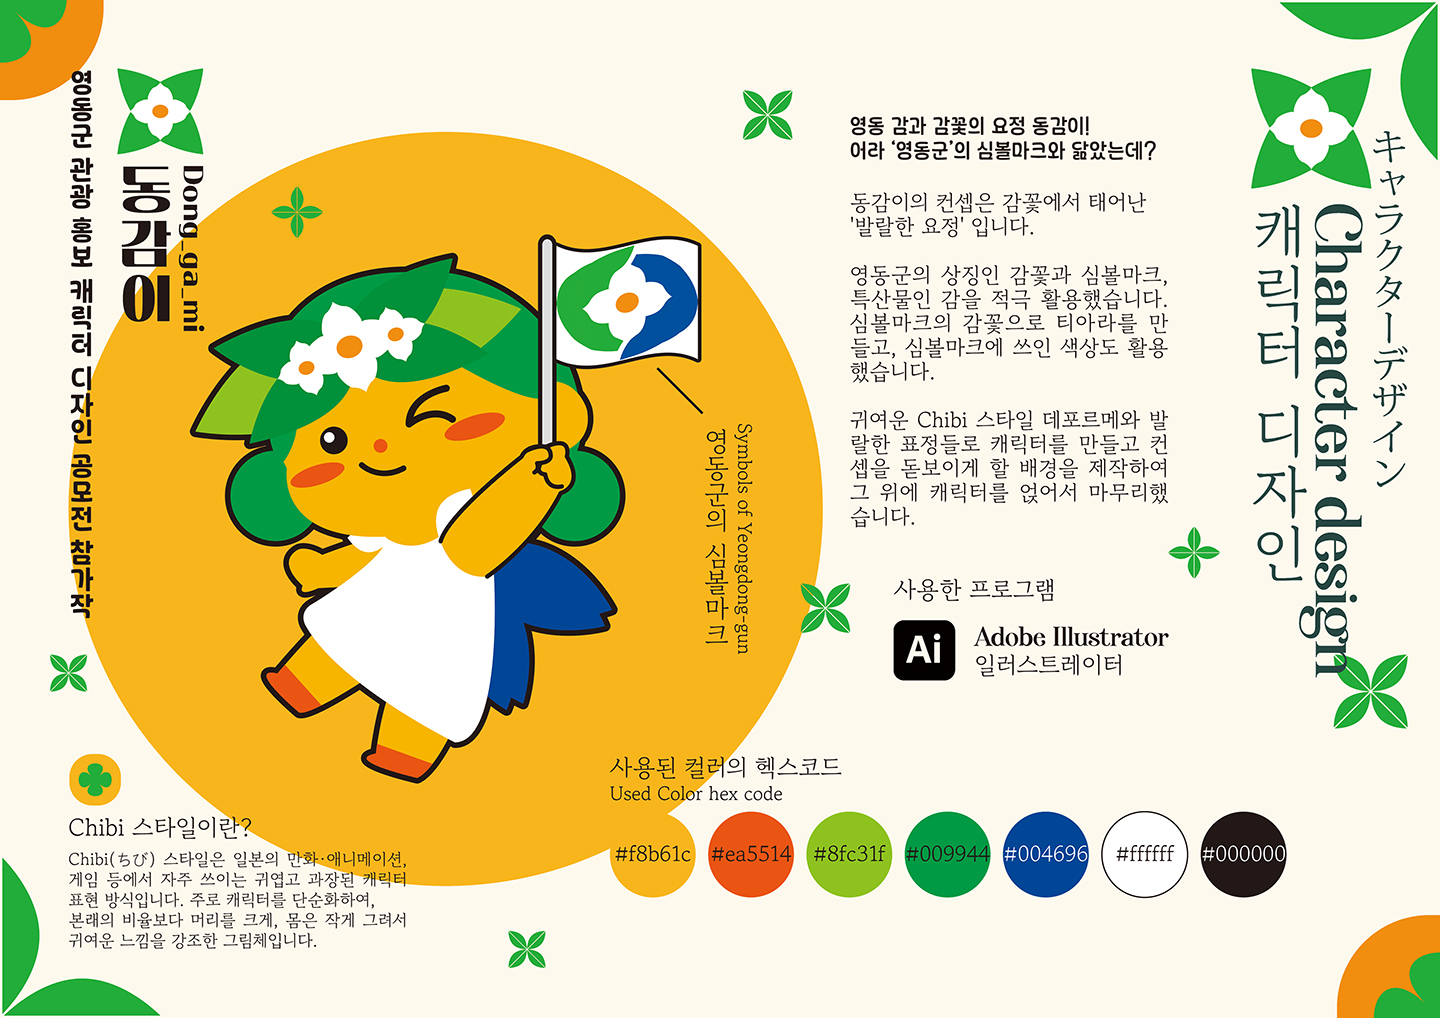 영동군 관광 홍보 캐릭터 디자인 공모전 참가작
동감이
Dong_ga_mi
Symbols of Yeongdong-gun
영동군의 심볼마크
영동 감과 감꽃의 요정 동감이!
어라 ‘영동군’의 심볼마크와 닮았는데?
동감이의 컨셉은 감꽃에서 태어난
'발랄한 요정' 입니다.
영동군의 상징인 감꽃과 심볼마크,
특산물인 감을 적극 활용했습니다.
심볼마크의 감꽃으로 티아라를 만
들고, 심볼마크에 쓰인 색상도 활용
했습니다.
귀여운 Chibi 스타일 데포르메와 발
랄한 표정들로 캐릭터를 만들고 컨
셉을 돋보이게 할 배경을 제작하여
그 위에 캐릭터를 얹어서 마무리했
습니다.
사용한 프로그램
Ai
Adobe Illustrator
일러스트레이터
キャラクターデザイン
Character design
캐릭터 디자인
사용된 컬러의 헥스코드
Used Color hex code
#f8b61c #ea5514 #8fc31f #009944 #004696 #ffffff #000000
Chibi 스타일이란?
Chibi(ちび) 스타일은 일본의 만화·애니메이션,
게임 등에서 자주 쓰이는 귀엽고 과장된 캐릭터
표현 방식입니다. 주로 캐릭터를 단순화하여,
본래의 비율보다 머리를 크게, 몸은 작게 그려서
귀여운 느낌을 강조한 그림체입니다.